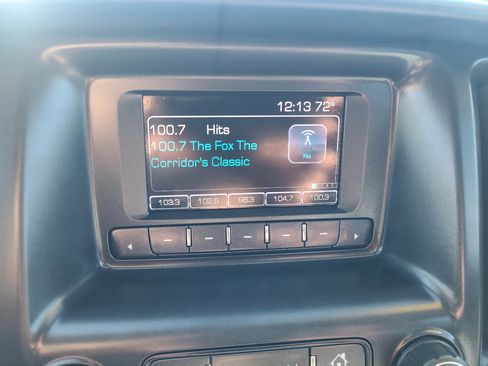 12:13 72°
100.7 Hits
100.7 The Fox The
Corridor's Classic
FM
103.3 102.5 98.3 104.7 100.3